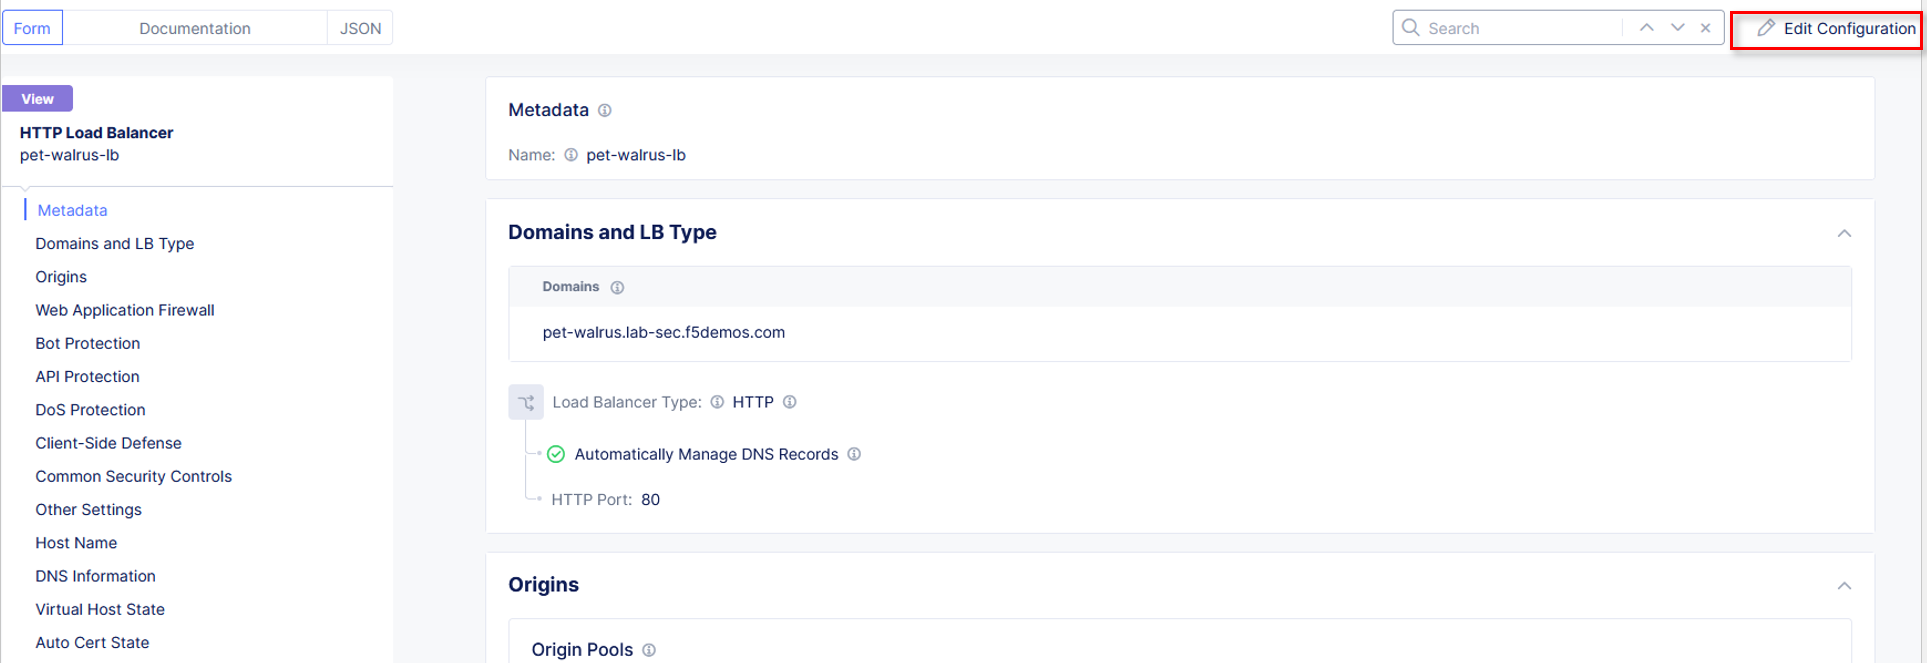 Form
Documentation
JSON
Search
Edit Configuration
View
HTTP Load Balancer
pet-walrus-lb
Metadata
Domains and LB Type
Origins
Web Application Firewall
Bot Protection
API Protection
DoS Protection
Client-Side Defense
Common Security Controls
Other Settings
Host Name
DNS Information
Virtual Host State
Auto Cert State
Metadata
Name: pet-walrus-lb
Domains and LB Type
Domains
pet-walrus.lab-sec.f5demos.com
Load Balancer Type: HTTP
Automatically Manage DNS Records
HTTP Port: 80
Origins
Origin Pools